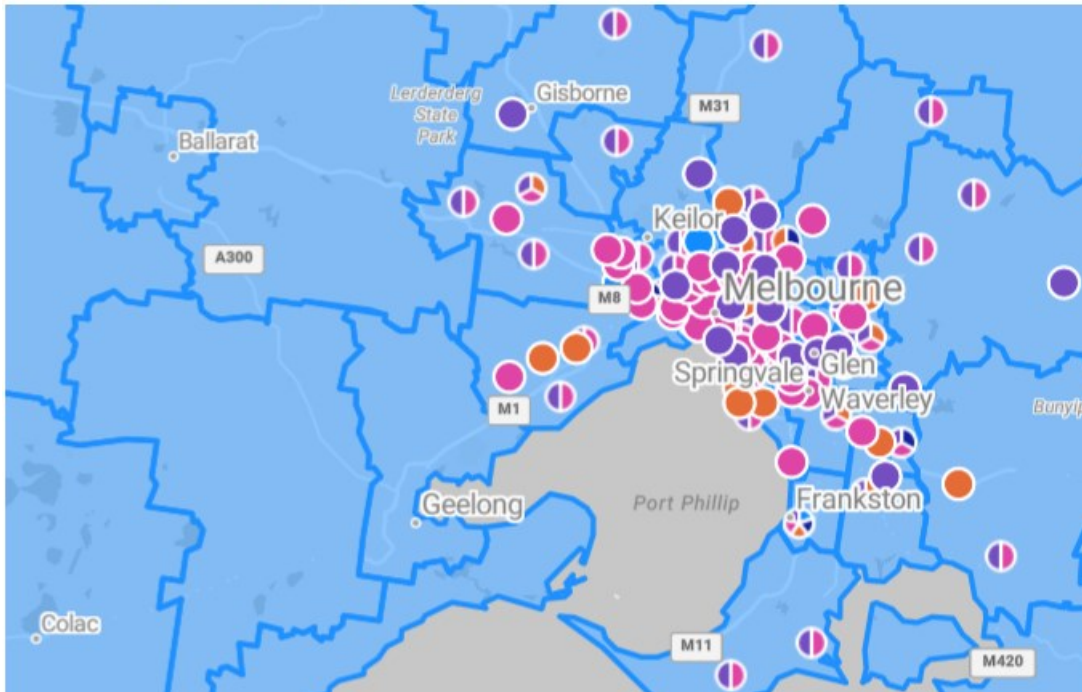 Lerderderg
State
Park
Gisborne
M31
Ballarat
Keilor
A300
M8
Melbourne
Springvale
Glen
Waverley
M1
Bunyip
Geelong
Port Phillip
Frankston
Colac
M11
M420